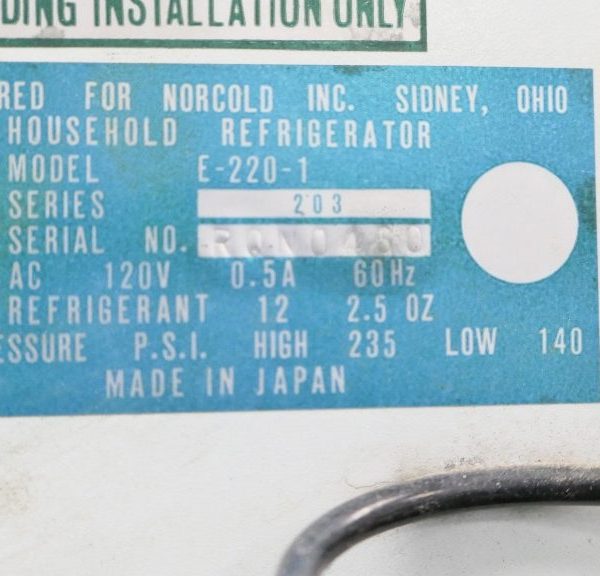 DING INSTALLATION ONLY
RED FOR NORCOLD INC. SIDNEY, OHIO
HOUSEHOLD REFRIGERATOR
MODEL E-220-1
SERIES 203
SERIAL NO.
AC 120V 0.5A 60Hz
REFRIGERANT 12 2.5 OZ
ESSURE P.S.I. HIGH 235 LOW 140
MADE IN JAPAN